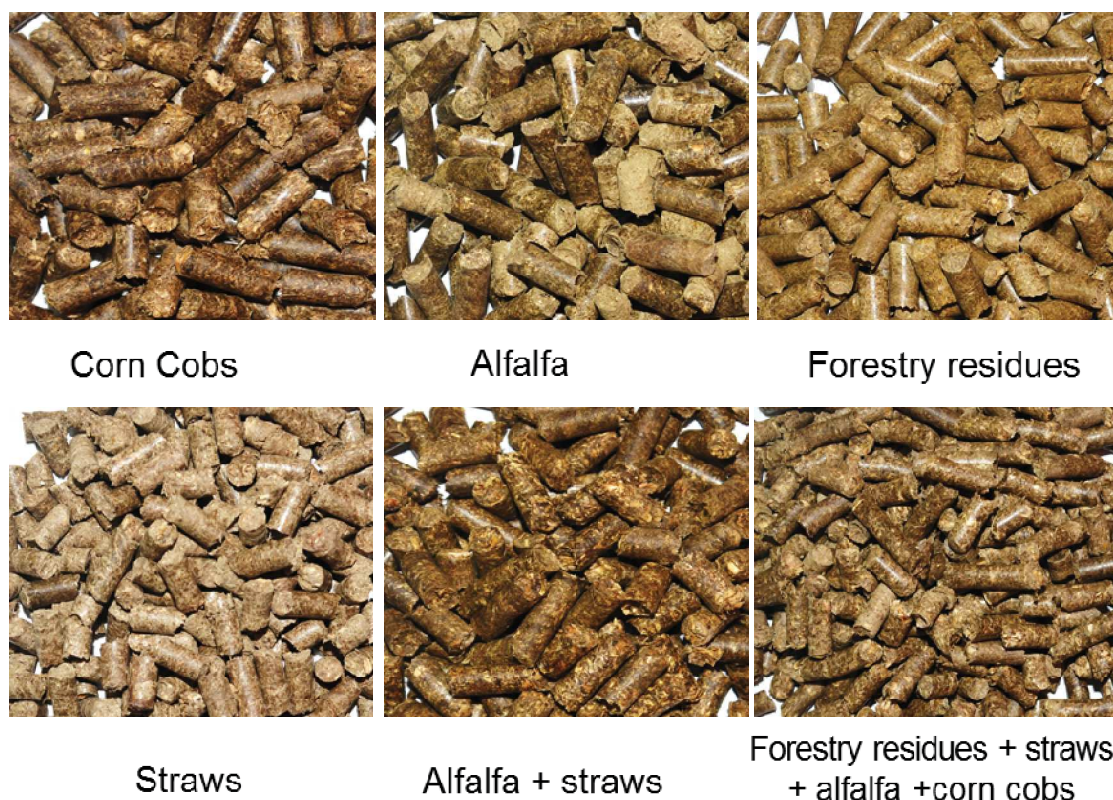 Corn Cobs
Alfalfa
Forestry residues
Straws
Alfalfa + straws
Forestry residues + straws
+ alfalfa +corn cobs